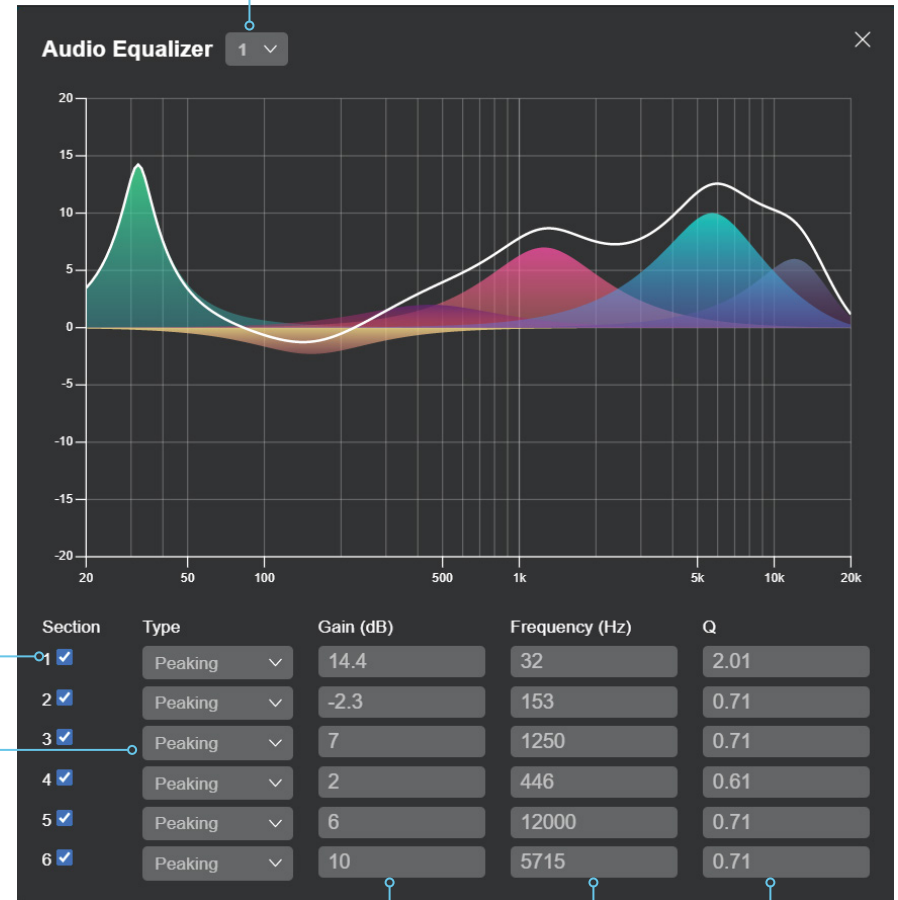 Audio Equalizer 1
20
15
10
5
0
-5
-10
-15
-20
20 50 100 500 1k 5k 10k 20k
Section Type Gain (dB) Frequency (Hz) Q
1 Peaking 14.4 32 2.01
2 Peaking -2.3 153 0.71
3 Peaking 7 1250 0.71
4 Peaking 2 446 0.61
5 Peaking 6 12000 0.71
6 Peaking 10 5715 0.71